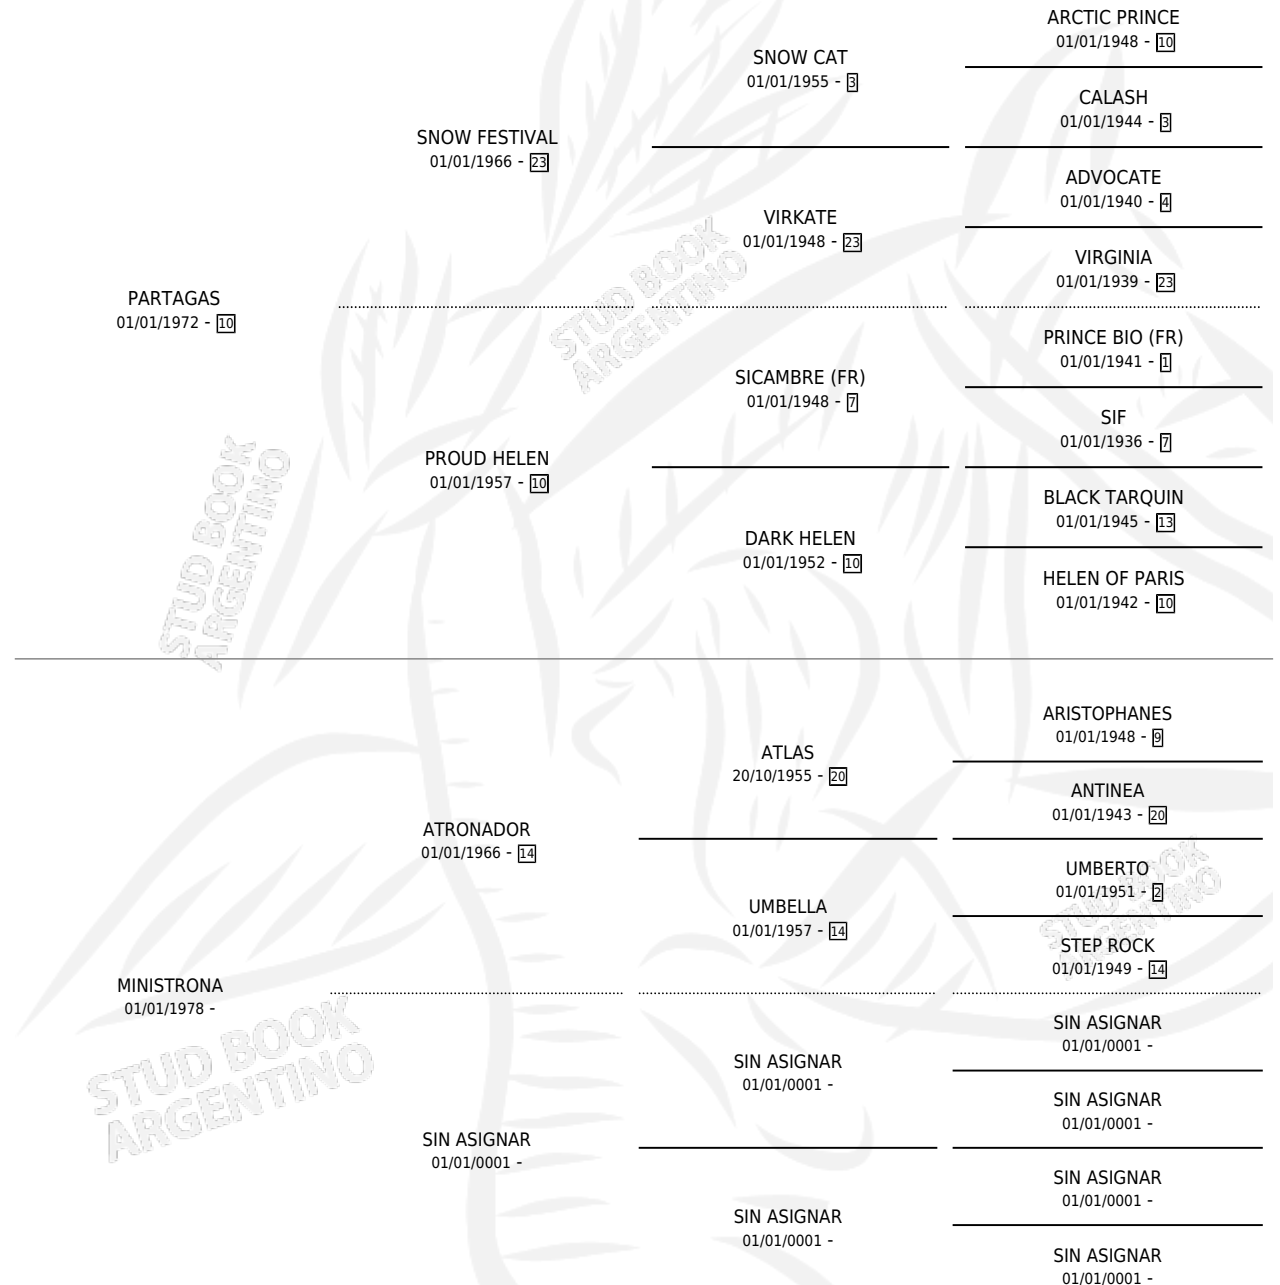 ARCTIC PRINCE
01/01/1948 - 10
SNOW CAT
01/01/1955 - 3
CALASH
01/01/1944 - 3
SNOW FESTIVAL
01/01/1966 - 23
ADVOCATE
01/01/1940 - 4
VIRKATE
01/01/1948 - 23
VIRGINIA
01/01/1939 - 23
PARTAGAS
01/01/1972 - 10
STUD BOOK
ARGENTINO
PRINCE BIO (FR)
01/01/1941 - 1
SICAMBRE (FR)
01/01/1948 - 7
SIF
01/01/1936 - 7
PROUD HELEN
01/01/1957 - 10
BLACK TARQUIN
01/01/1945 - 13
DARK HELEN
01/01/1952 - 10
HELEN OF PARIS
01/01/1942 - 10
STUD BOOK
ARGENTINO
ARISTOPHANES
01/01/1948 - 9
ATLAS
20/10/1955 - 20
ANTINEA
01/01/1943 - 20
ATRONADOR
01/01/1966 - 14
UMBERTO
01/01/1951 - 2
UMBELLA
01/01/1957 - 14
STEP ROCK
01/01/1949 - 14
STUD BOOK
ARGENTINO
MINISTRONA
01/01/1978 -
SIN ASIGNAR
01/01/0001 -
SIN ASIGNAR
01/01/0001 -
SIN ASIGNAR
01/01/0001 -
SIN ASIGNAR
01/01/0001 -
SIN ASIGNAR
01/01/0001 -
SIN ASIGNAR
01/01/0001 -
SIN ASIGNAR
01/01/0001 -
STUD BOOK
ARGENTINO